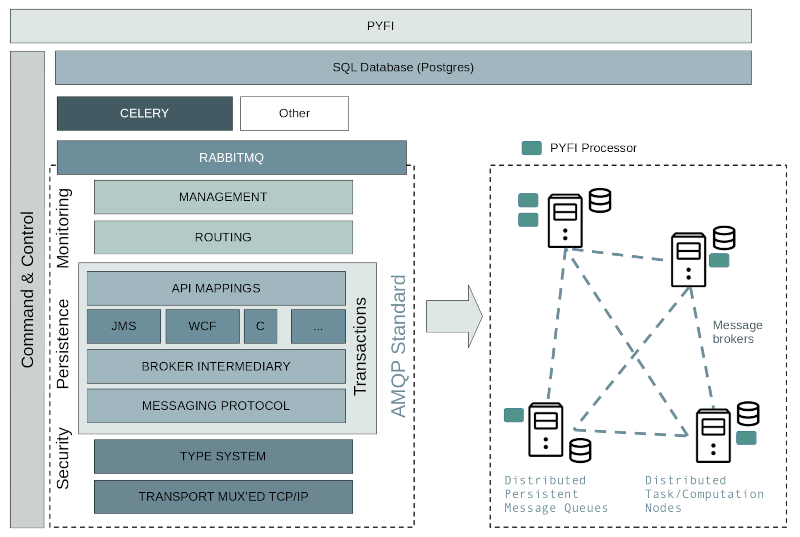 PYFI
SQL Database (Postgres)
CELERY
Other
RABBITMQ
Command & Control
Monitoring
Persistence
Security
MANAGEMENT
ROUTING
API MAPPINGS
JMS
WCF
C
...
BROKER INTERMEDIARY
MESSAGING PROTOCOL
Transactions
TYPE SYSTEM
TRANSPORT MUX'ED TCP/IP
AMQP Standard
PYFI Processor
Message
brokers
Distributed
Persistent
Message Queues
Distributed
Task/Computation
Nodes